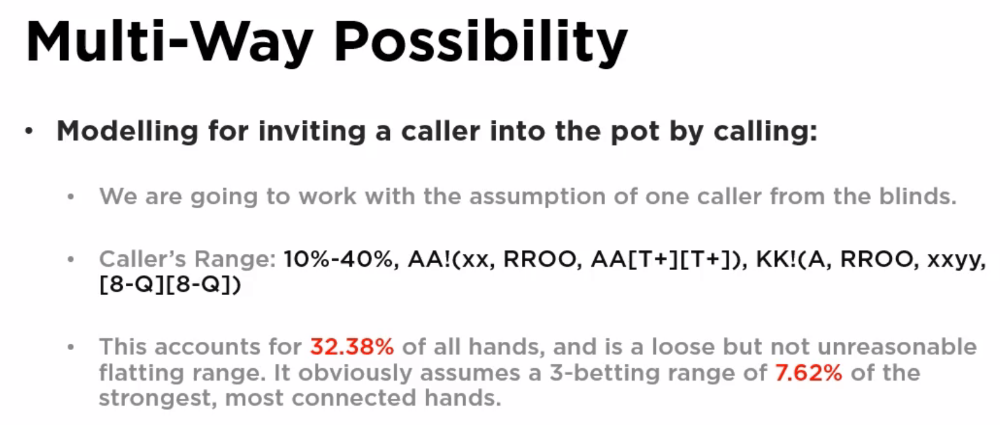 Multi-Way Possibility
• Modelling for inviting a caller into the pot by calling:
• We are going to work with the assumption of one caller from the blinds.
• Caller's Range: 10%-40%, AA!(xx, RROO, AA[T+][T+]), KK!(A, RROO, xxyy,
[8-Q][8-Q])
• This accounts for 32.38% of all hands, and is a loose but not unreasonable
flatting range. It obviously assumes a 3-betting range of 7.62% of the
strongest, most connected hands.